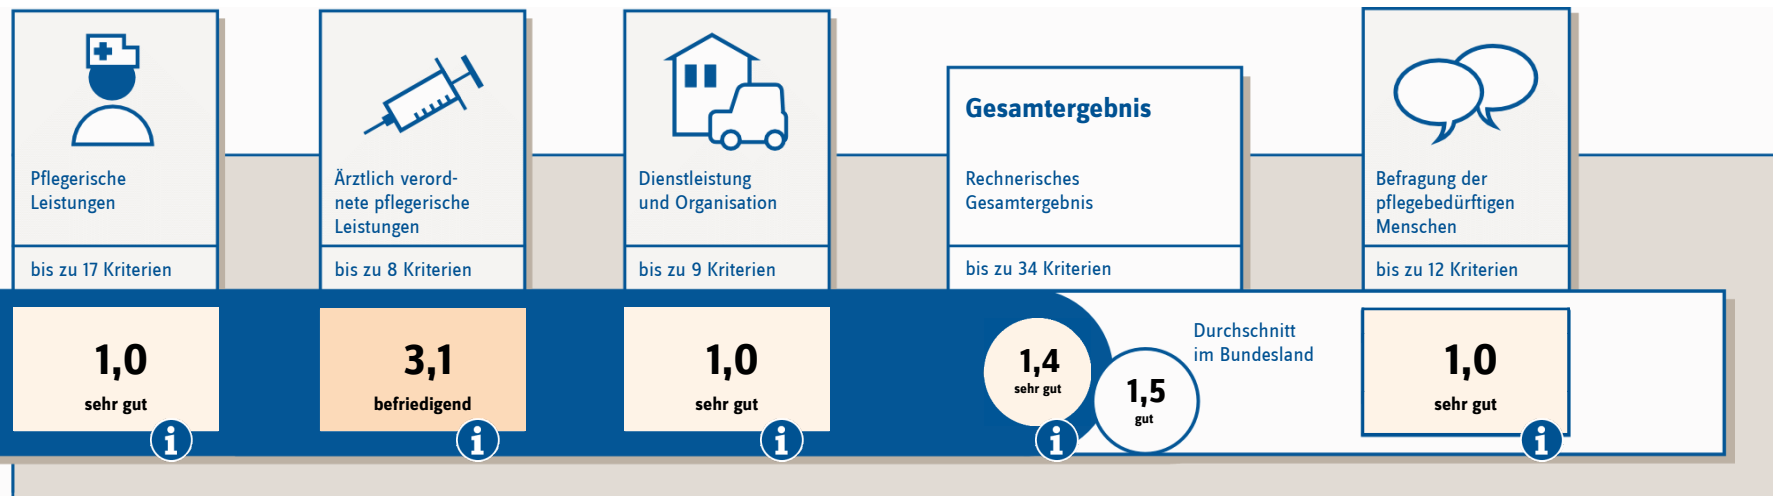 Pflegerische
Leistungen
bis zu 17 Kriterien
1,0
sehr gut
i
Ärztlich verord-
nete pflegerische
Leistungen
bis zu 8 Kriterien
3,1
befriedigend
i
Dienstleistung
und Organisation
bis zu 9 Kriterien
1,0
sehr gut
i
Gesamtergebnis
Rechnerisches
Gesamtergebnis
bis zu 34 Kriterien
1,4
sehr gut
i
1,5
gut
Durchschnitt
im Bundesland
Befragung der
pflegebedürftigen
Menschen
bis zu 12 Kriterien
1,0
sehr gut
i